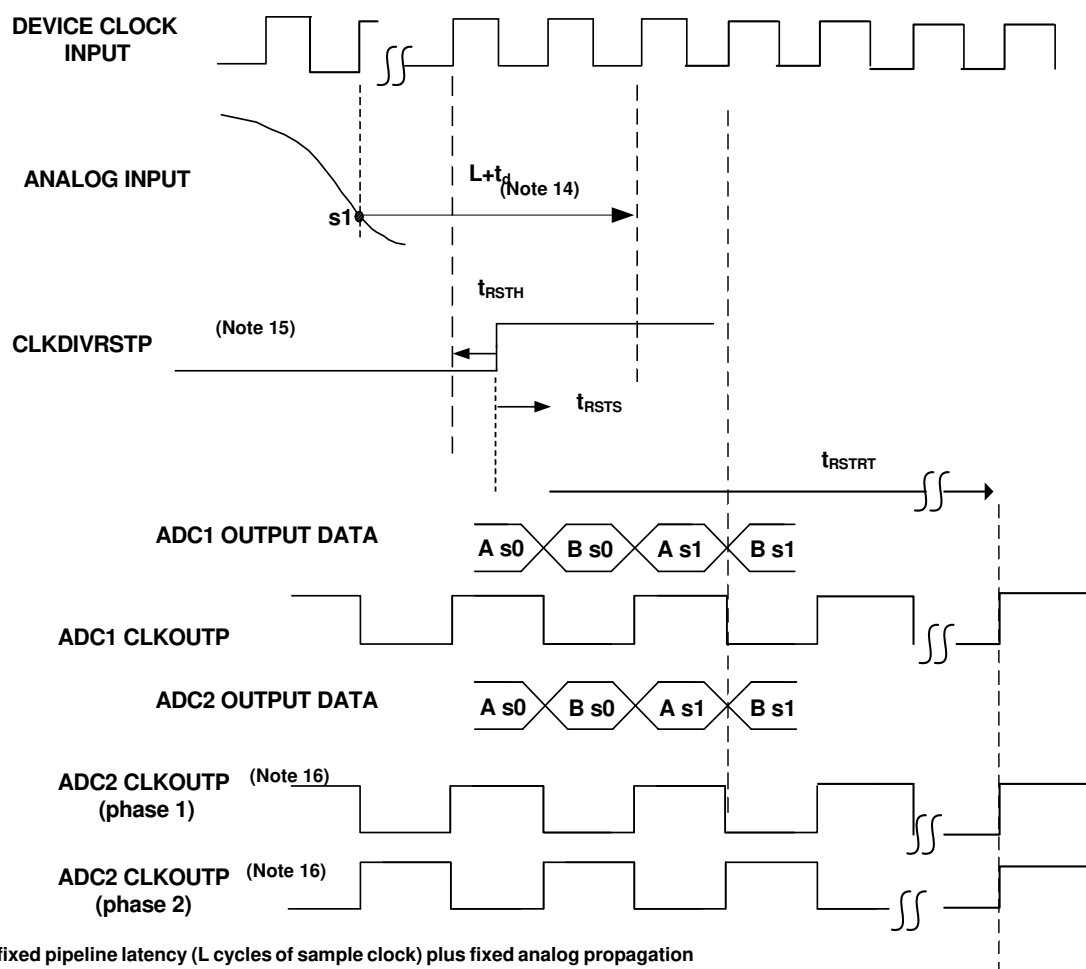 DEVICE CLOCK
INPUT
ANALOG INPUT
s1
L+td
(Note 14)
tRSTH
CLKDIVRSTP
(Note 15)
tRSTS
tRSTRT
ADC1 OUTPUT DATA
A s0 B s0 A s1 B s1
ADC1 CLKOUTP
ADC2 OUTPUT DATA
A s0 B s0 A s1 B s1
ADC2 CLKOUTP (Note 16)
(phase 1)
ADC2 CLKOUTP (Note 16)
(phase 2)
fixed pipeline latency (L cycles of sample clock) plus fixed analog propagation